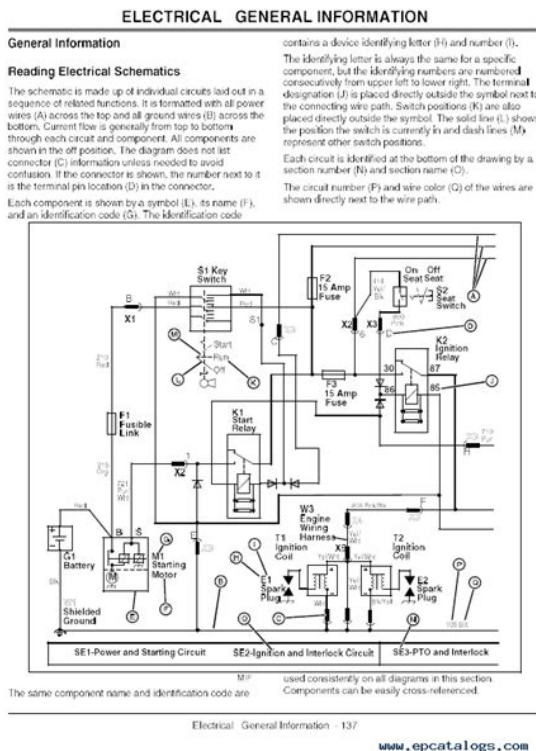 ELECTRICAL GENERAL INFORMATION
General Information
Reading Electrical Schematics
The schematic is made up of individual circuits laid out in a
sequence of related functions. It is formatted with all power
wires (A) across the top and all ground wires (B) across the
bottom. Current flow is generally from top to bottom
through each circuit and component. All components are
shown in the off position. The diagram does not list
connector (C) information unless needed to avoid
confusion. If the connector is shown, the number next to it
is the terminal pin location (D) in the connector.
Each component is shown by a symbol (E), its name (F),
and an identification code (G). The identification code
contains a device identifying letter (H) and number (I).
The identifying letter is always the same for a specific
component, but the identifying numbers are numbered
consecutively from upper left to lower right. The terminal
designation (J) is placed directly outside the symbol next to
the connecting wire path. Switch positions (K) are also
placed directly outside the symbol. The solid line (L) shows
the position the switch is currently in and dash lines (M)
represent other switch positions.
Each circuit is identified at the bottom of the drawing by a
section number (N) and section name (O).
The circuit number (P) and wire color (Q) of the wires are
shown directly next to the wire path.
S1 Key
Switch
Wht
Red
Wht
Red
B
X1
S1
C
Start
Run
Off
M
L
K
F2
15 Amp
Fuse
On Off
Seat Seat
S2
Seat
Switch
A
X2
X3
D
K2
Ignition
Relay
30
87
86
85
J
F3
15 Amp
Fuse
F1
Fusible
Link
K1
Start
Relay
X2
H
F
W3
Engine
Wiring
Harness
X5
T1
Ignition
Coil
T2
Ignition
Coil
Red
B
S
G1
Battery
M1
Starting
Motor
M
G
F
E
H
I
E1
Spark
Plug
E2
Spark
Plug
P
Q
B
O
C
N
Shielded
Ground
SE1-Power and Starting Circuit
SE2-Ignition and Interlock Circuit
SE3-PTO and Interlock
MIF
The same component name and identification code are
used consistently on all diagrams in this section.
Components can be easily cross-referenced.
Electrical General Information - 137
www.epcatalogs.com